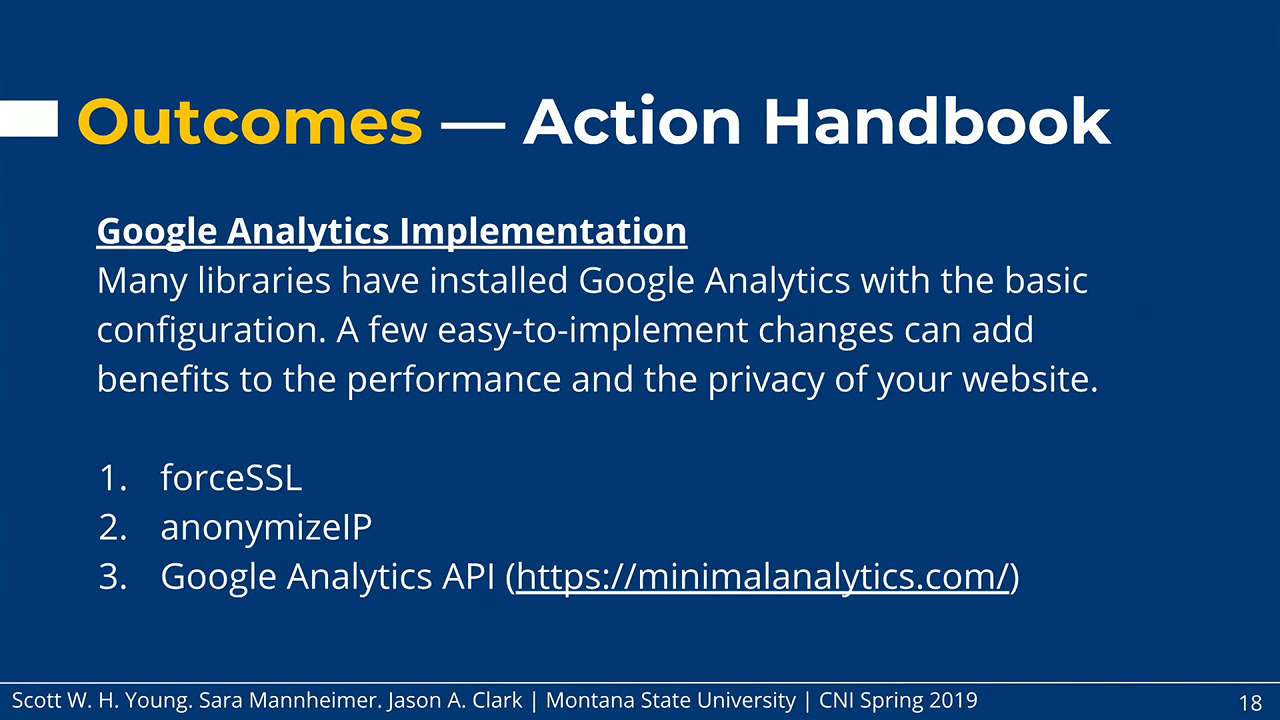 Outcomes — Action Handbook
Google Analytics Implementation
Many libraries have installed Google Analytics with the basic
configuration. A few easy-to-implement changes can add
benefits to the performance and the privacy of your website.
1. forceSSL
2. anonymizeIP
3. Google Analytics API (https://minimalanalytics.com/)
Scott W. H. Young. Sara Mannheimer. Jason A. Clark | Montana State University | CNI Spring 2019
18